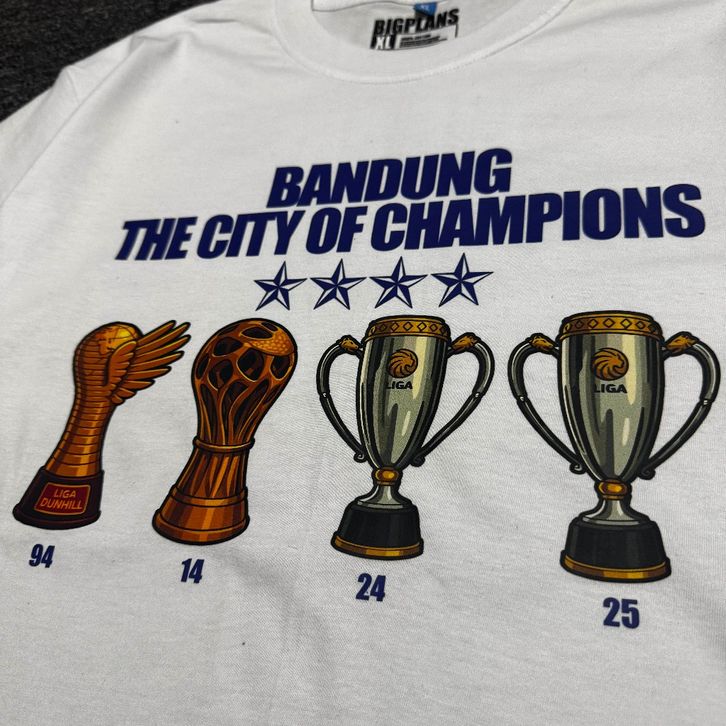 BIGPLANS
XL
BANDUNG
THE CITY OF CHAMPIONS
LIGA
DUNHILL
LIGA
LIGA
94
14
24
25